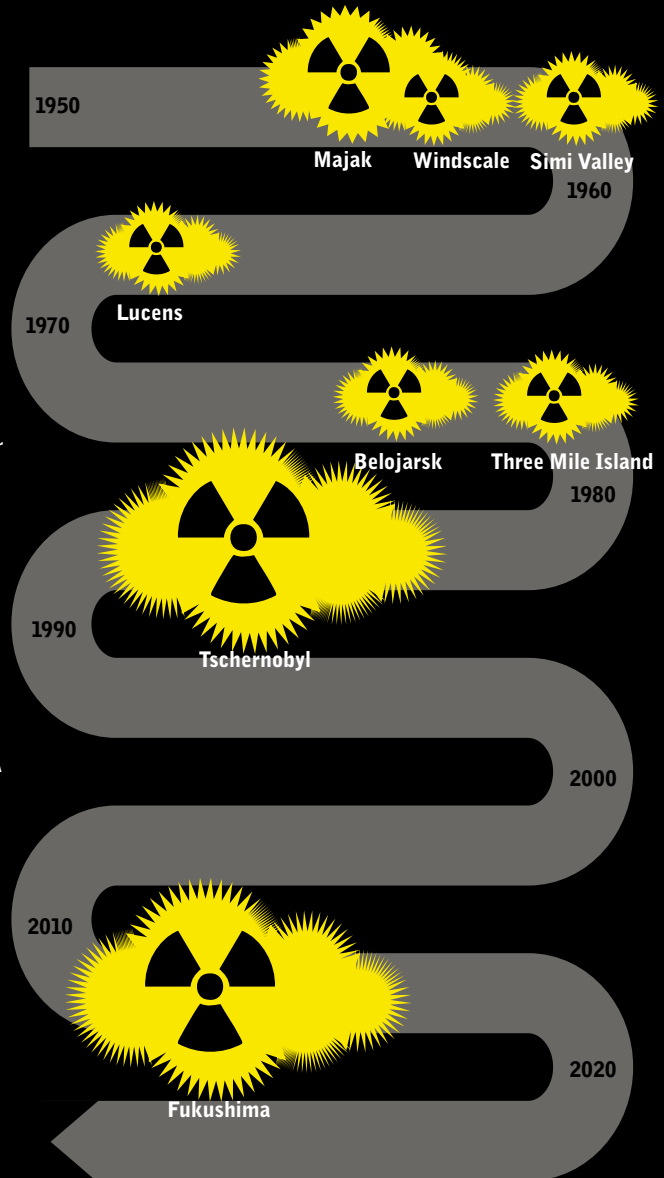 1950
Majak
Windscale
Simi Valley
1960
Lucens
1970
Belojarsk
Three Mile Island
1980
Tschernobyl
1990
2000
2010
Fukushima
2020